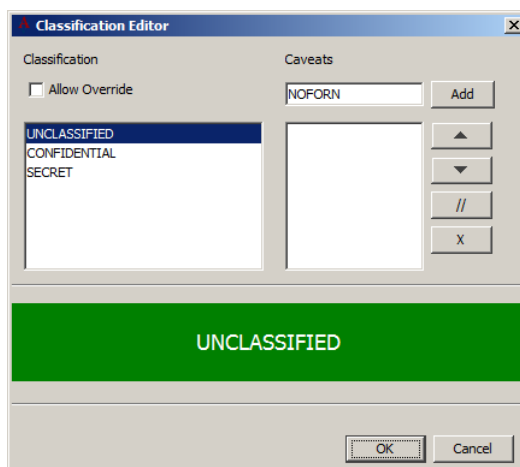 Classification Editor
Classification
Caveats
Allow Override
NOFORN
Add
UNCLASSIFIED
CONFIDENTIAL
SECRET
//
X
UNCLASSIFIED
OK
Cancel